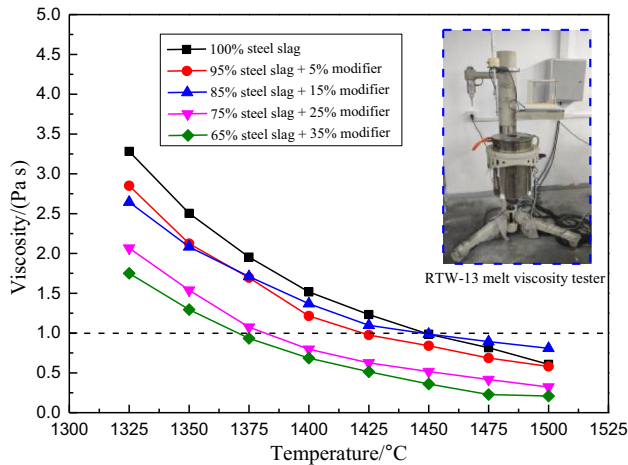 5.0
4.5
4.0
3.5
3.0
2.5
2.0
1.5
1.0
0.5
0.0
Viscosity/(Pa s)
100% steel slag
95% steel slag + 5% modifier
85% steel slag + 15% modifier
75% steel slag + 25% modifier
65% steel slag + 35% modifier
RTW-13 melt viscosity tester
1300 1325 1350 1375 1400 1425 1450 1475 1500 1525
Temperature/°C